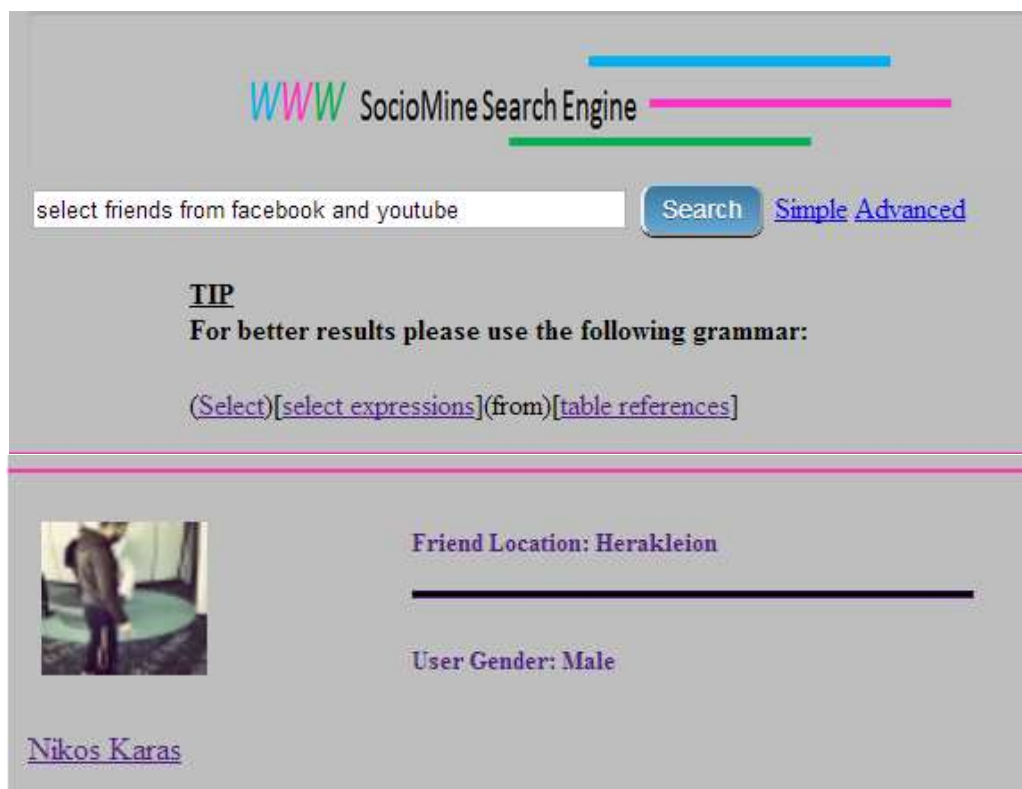 WWW SocioMine Search Engine
select friends from facebook and youtube
Search Simple Advanced
TIP
For better results please use the following grammar:
(Select)[select expressions](from)[table references]
Friend Location: Herakleion
User Gender: Male
Nikos Karas